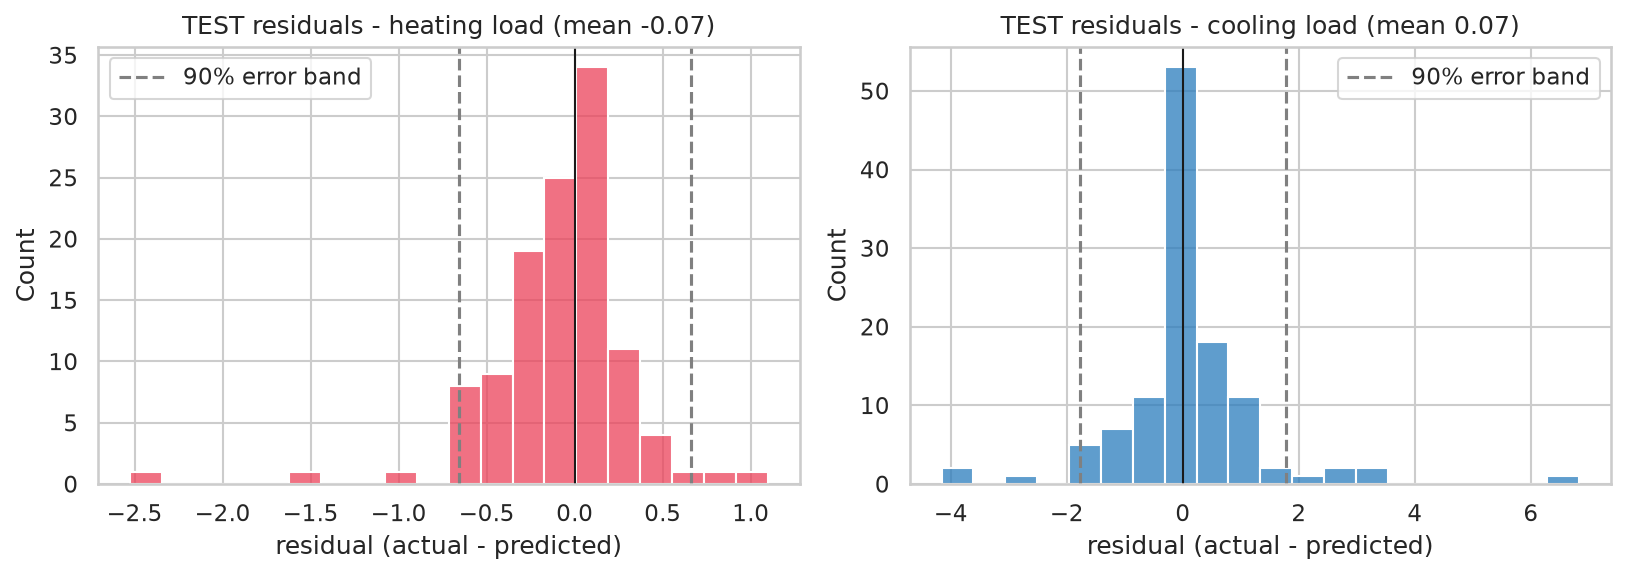 TEST residuals - heating load (mean -0.07)
90% error band
Count
35
30
25
20
15
10
5
0
−2.5 −2.0 −1.5 −1.0 −0.5 0.0 0.5 1.0
residual (actual - predicted)
TEST residuals - cooling load (mean 0.07)
90% error band
Count
50
40
30
20
10
0
−4 −2 0 2 4 6
residual (actual - predicted)